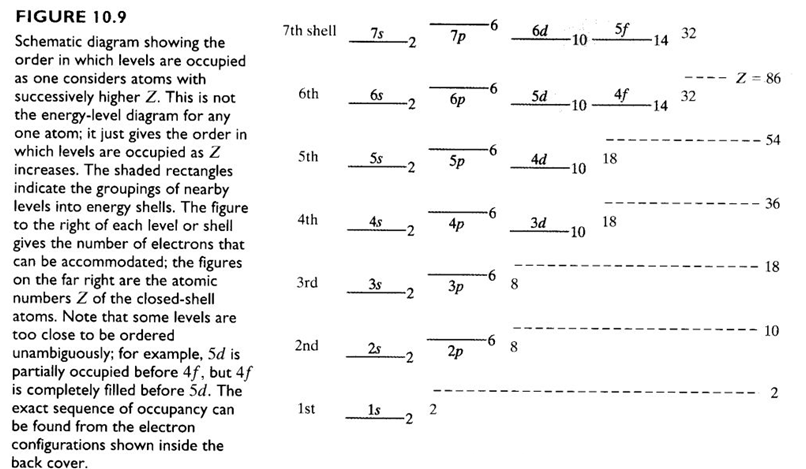 FIGURE 10.9
Schematic diagram showing the
order in which levels are occupied
as one considers atoms with
successively higher Z. This is not
the energy-level diagram for any
one atom; it just gives the order in
which levels are occupied as Z
increases. The shaded rectangles
indicate the groupings of nearby
levels into energy shells. The figure
to the right of each level or shell
gives the number of electrons that
can be accommodated; the figures
on the far right are the atomic
numbers Z of the closed-shell
atoms. Note that some levels are
too close to be ordered
unambiguously; for example, 5d is
partially occupied before 4f, but 4f
is completely filled before 5d. The
exact sequence of occupancy can
be found from the electron
configurations shown inside the
back cover.
7th shell 7s 2 7p 6 6d 10 5f 14 32
Z = 86
6th 6s 2 6p 6 5d 10 4f 14 32
54
5th 5s 2 5p 6 4d 10 18
36
4th 4s 2 4p 6 3d 10 18
18
3rd 3s 2 3p 6 8
10
2nd 2s 2 2p 6 8
2
1st 1s 2 2